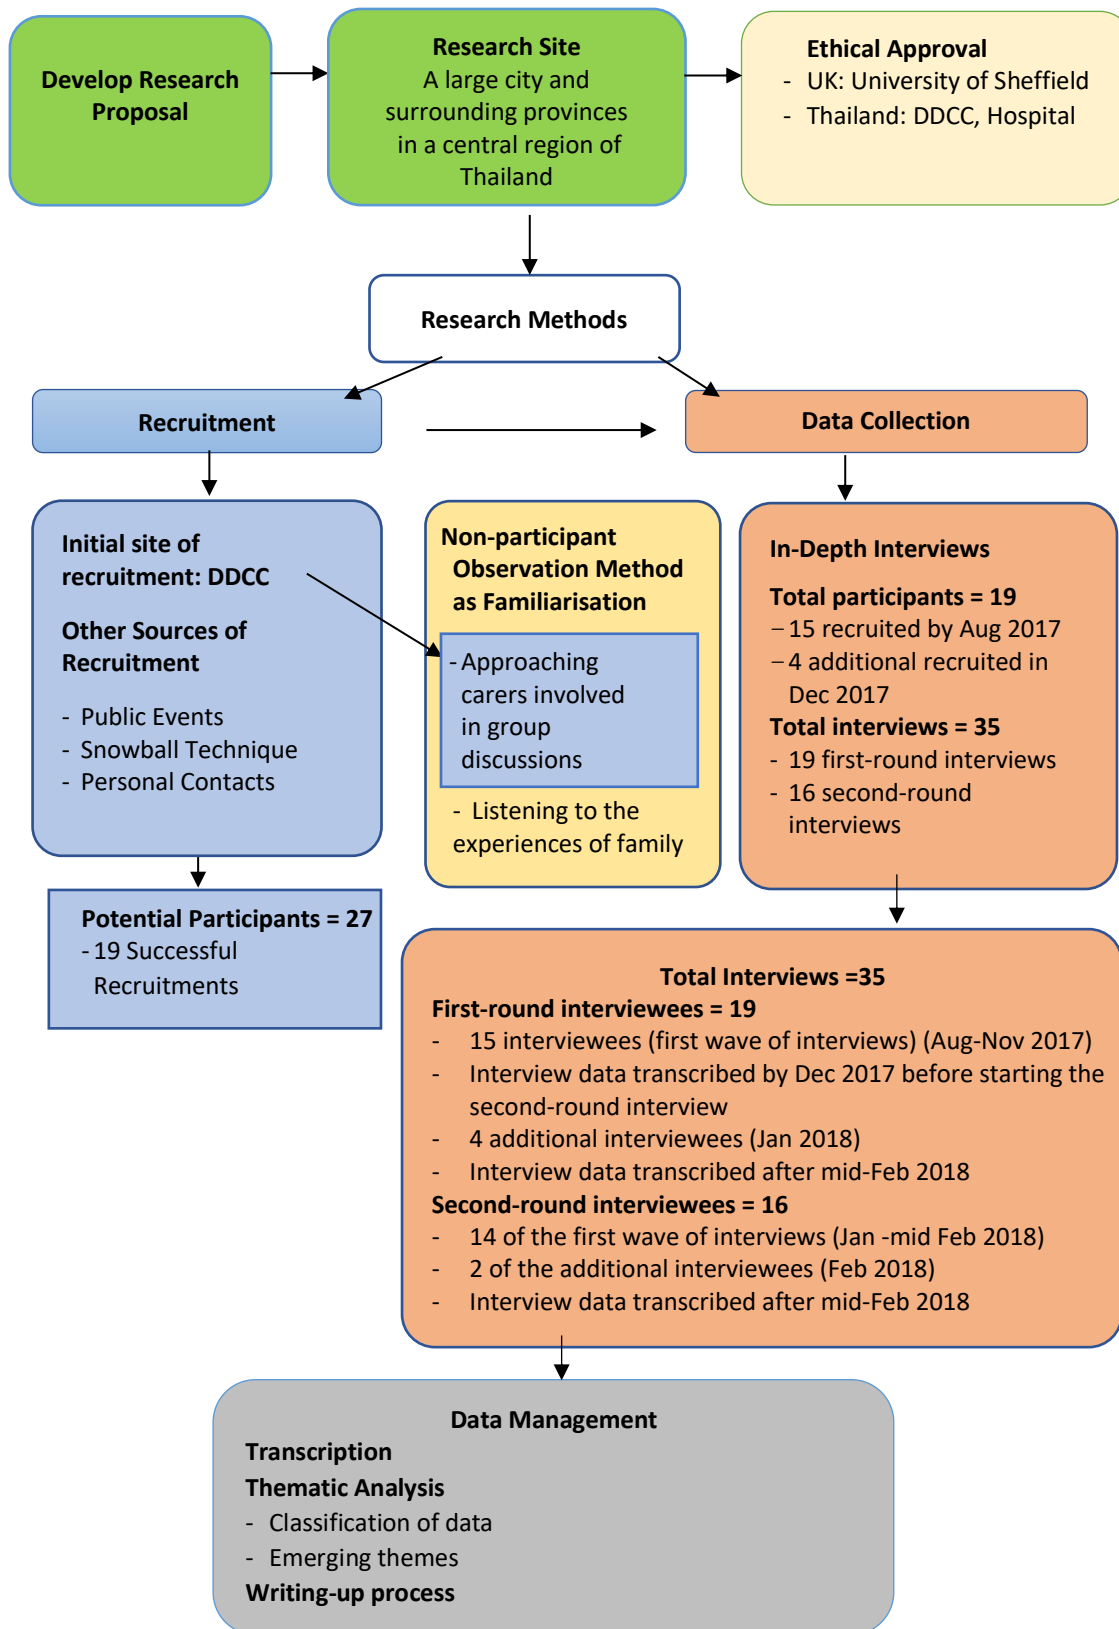 Develop Research
Proposal
Research Site
A large city and
surrounding provinces
in a central region of
Thailand
Ethical Approval
- UK: University of Sheffield
- Thailand: DDCC, Hospital
Research Methods
Recruitment
Data Collection
Initial site of
recruitment: DDCC
Other Sources of
Recruitment
- Public Events
- Snowball Technique
- Personal Contacts
Non-participant
Observation Method
as Familiarisation
- Approaching
carers involved
in group
discussions
- Listening to the
experiences of family
In-Depth Interviews
Total participants = 19
– 15 recruited by Aug 2017
– 4 additional recruited in
Dec 2017
Total interviews = 35
- 19 first-round interviews
- 16 second-round
interviews
Potential Participants = 27
- 19 Successful
Recruitments
Total Interviews =35
First-round interviewees = 19
- 15 interviewees (first wave of interviews) (Aug-Nov 2017)
- Interview data transcribed by Dec 2017 before starting the
second-round interview
- 4 additional interviewees (Jan 2018)
- Interview data transcribed after mid-Feb 2018
Second-round interviewees = 16
- 14 of the first wave of interviews (Jan -mid Feb 2018)
- 2 of the additional interviewees (Feb 2018)
- Interview data transcribed after mid-Feb 2018
Data Management
Transcription
Thematic Analysis
- Classification of data
- Emerging themes
Writing-up process